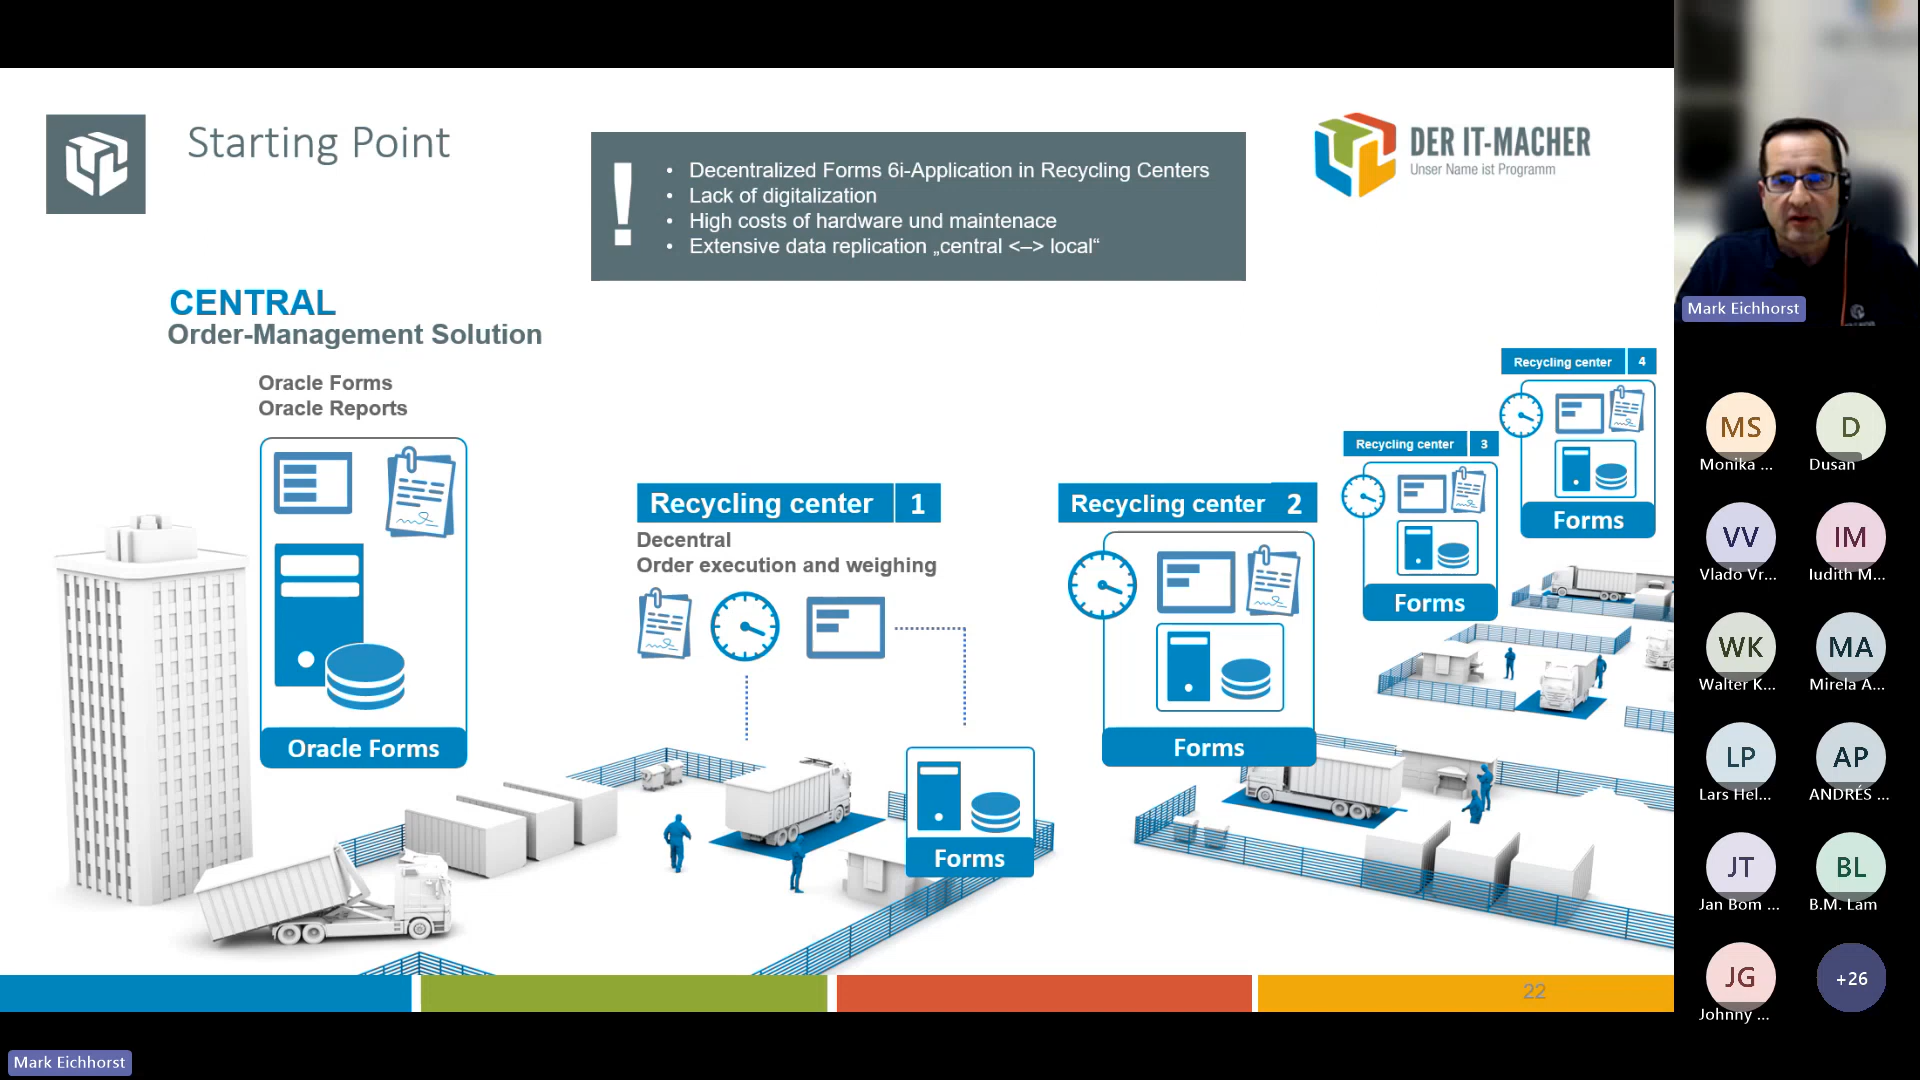 Starting Point
• Decentralized Forms 6i-Application in Recycling Centers
• Lack of digitalization
• High costs of hardware und maintenace
• Extensive data replication „central <–> local“
!
DER IT-MACHER
Unser Name ist Programm
CENTRAL
Order-Management Solution
Oracle Forms
Oracle Reports
Oracle Forms
Recycling center 1
Decentral
Order execution and weighing
Forms
Recycling center 2
Forms
Recycling center 3
Forms
Recycling center 4
Forms
22
Mark Eichhorst
Mark Eichhorst
MS
Monika ...
D
Dusan
VV
Vlado Vr...
IM
Iudith M...
WK
Walter K...
MA
Mirela A...
LP
Lars Hel...
AP
ANDRÉS ...
JT
Jan Bom ...
BL
B.M. Lam
JG
Johnny ...
+26